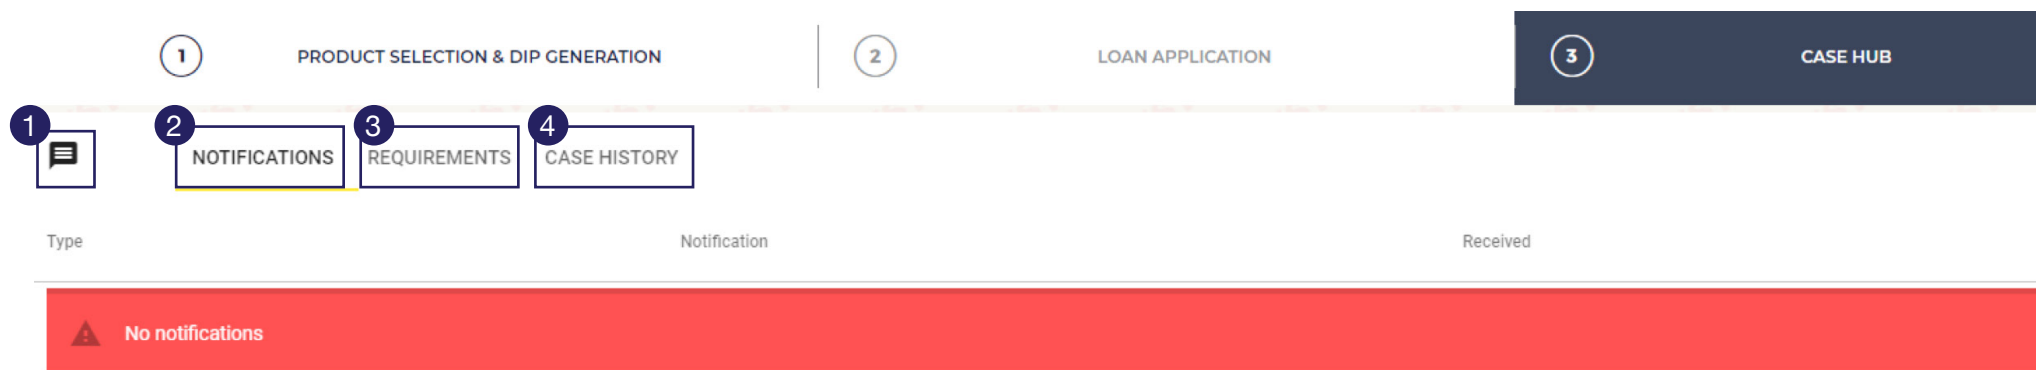 1 PRODUCT SELECTION & DIP GENERATION 2 LOAN APPLICATION 3 CASE HUB
1 2 NOTIFICATIONS 3 REQUIREMENTS 4 CASE HISTORY
Type Notification Received
No notifications